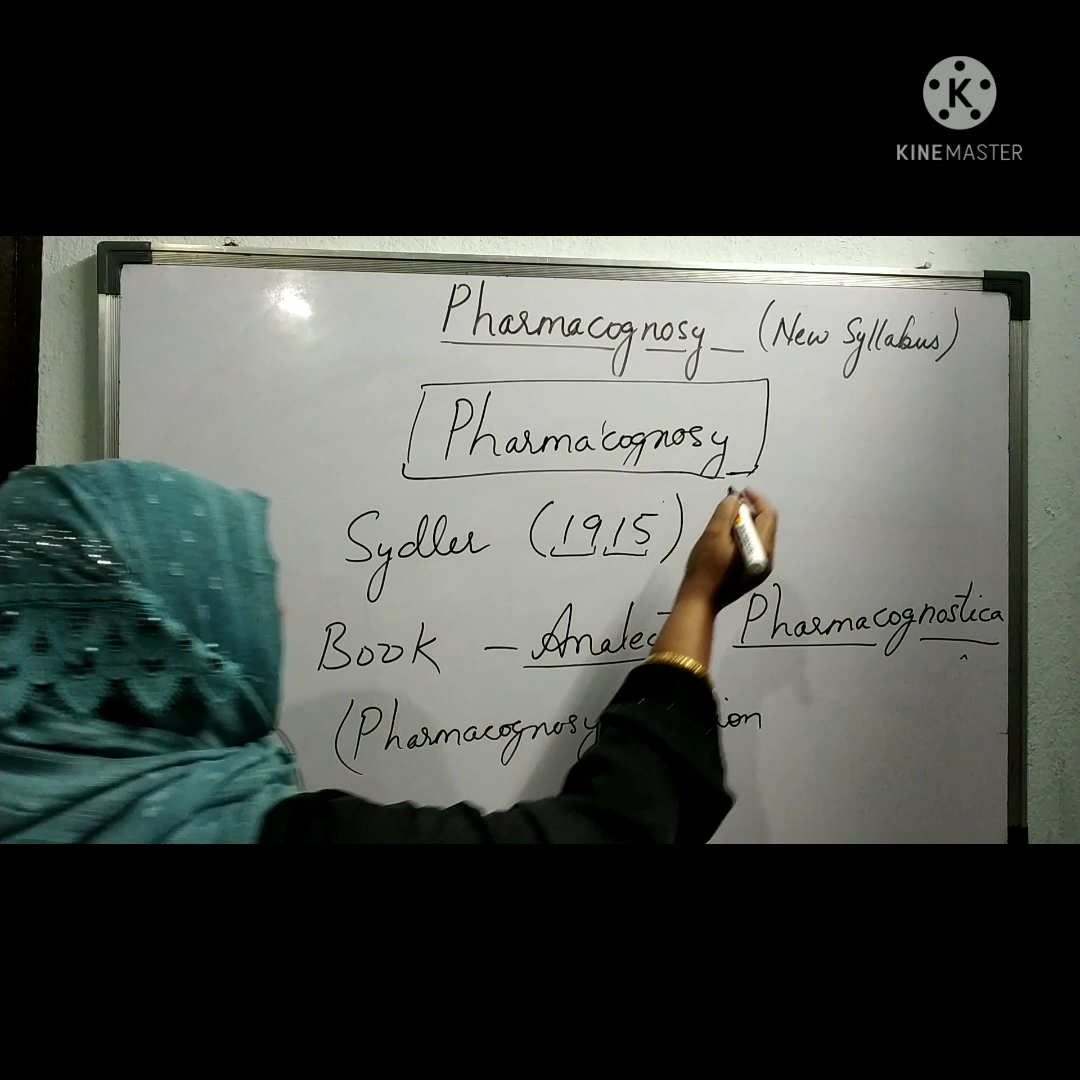 K
KINEMASTER
Pharmacognosy (New Syllabus)
Pharmacognosy
Sydler (1915)
Book - Pharmacognostica
(Pharmacognosy